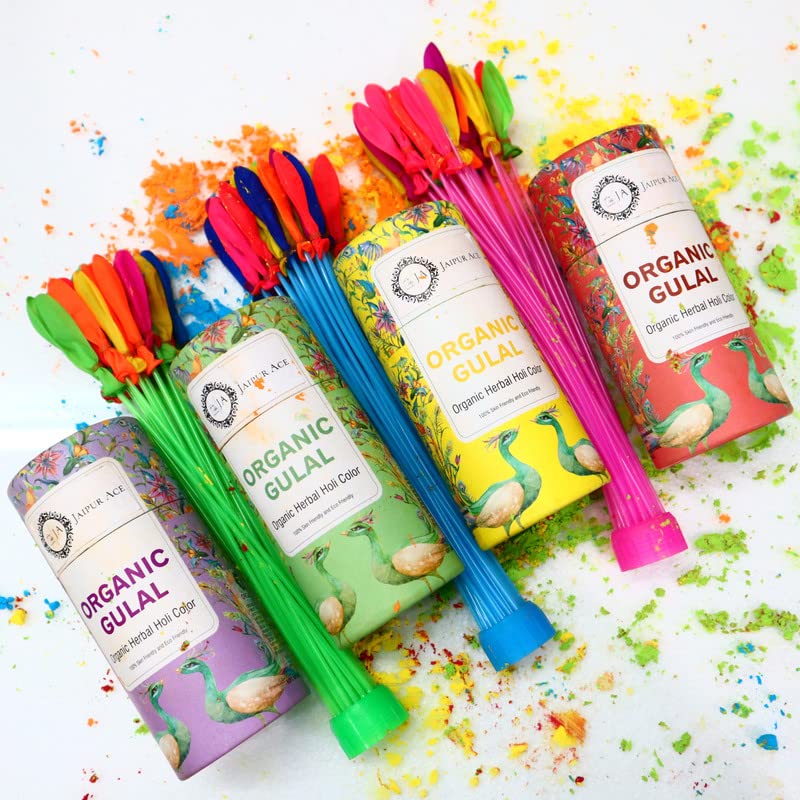 JA
JAIPUR ACE
ORGANIC
GULAL
Organic Herbal Holi Color
100% Skin Friendly and Eco Friendly
JA
JAIPUR ACE
ORGANIC
GULAL
Organic Herbal Holi Color
100% Skin Friendly and Eco Friendly
JA
JAIPUR ACE
ORGANIC
GULAL
Organic Herbal Holi Color
100% Skin Friendly and Eco Friendly
JA
JAIPUR ACE
ORGANIC
GULAL
Organic Herbal Holi Color
100% Skin Friendly and Eco Friendly